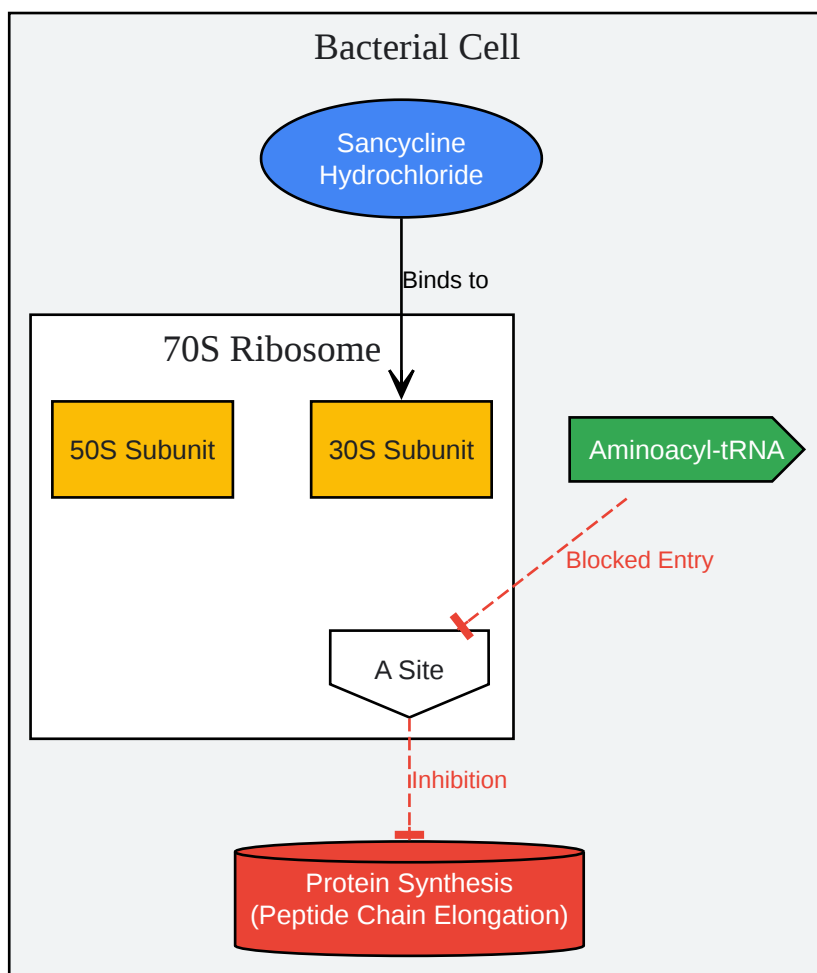 Bacterial Cell
Sancycline
Hydrochloride
Binds to
70S Ribosome
50S Subunit
30S Subunit
Aminoacyl-tRNA
Blocked Entry
A Site
Inhibition
Protein Synthesis
(Peptide Chain Elongation)